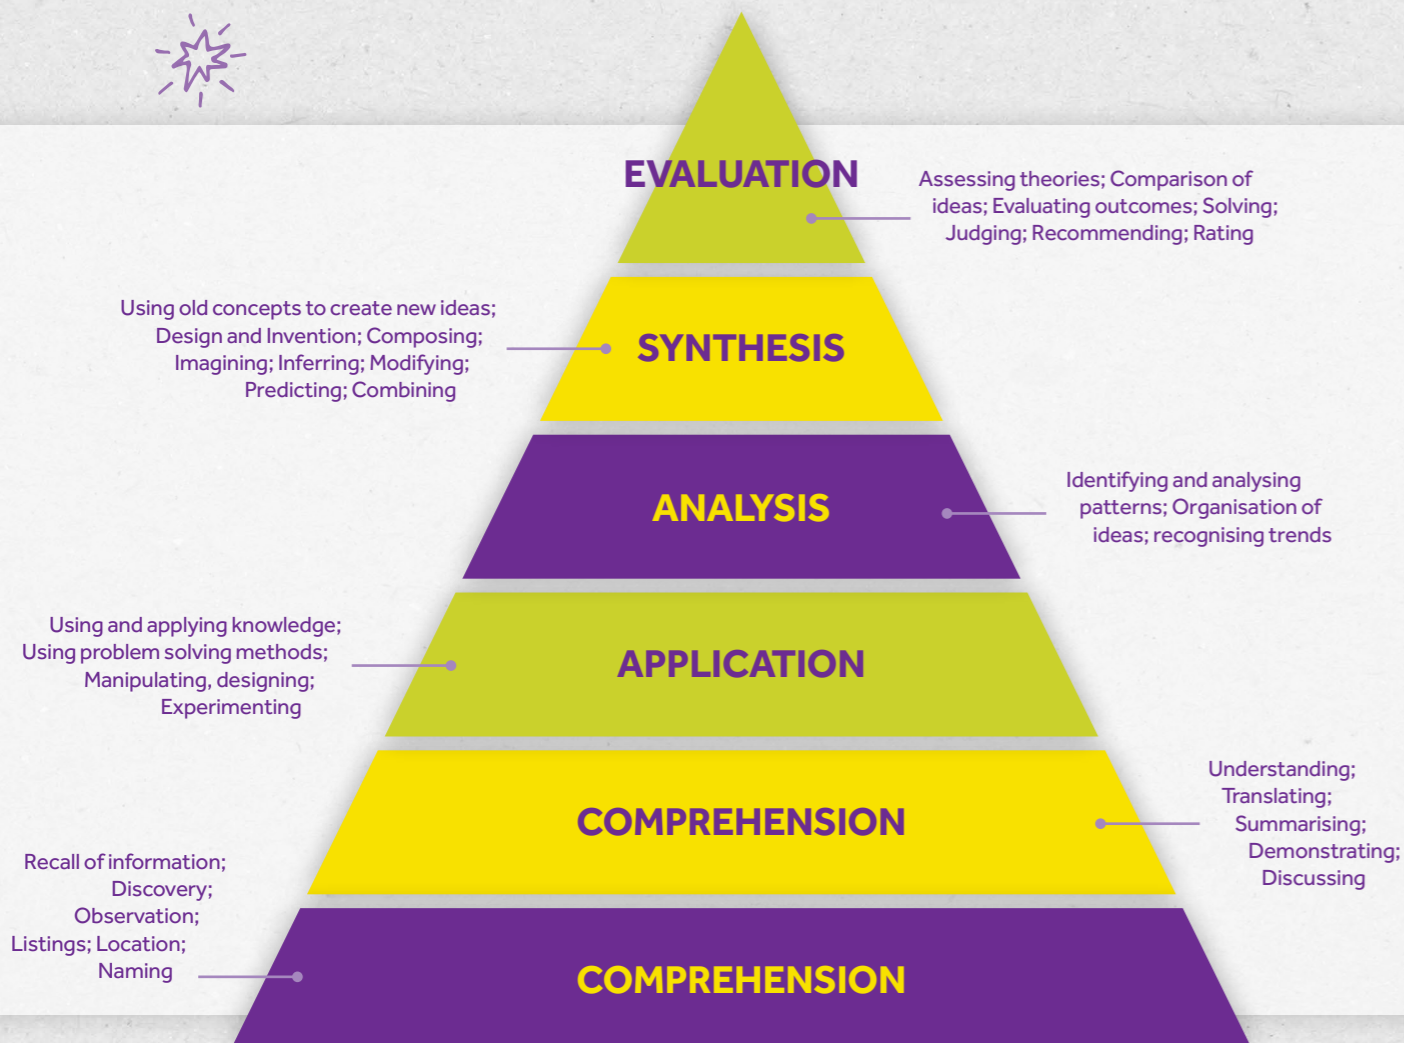 EVALUATION
Assessing theories; Comparison of
ideas; Evaluating outcomes; Solving;
Judging; Recommending; Rating
Using old concepts to create new ideas;
Design and Invention; Composing;
Imagining; Inferring; Modifying;
Predicting; Combining
SYNTHESIS
ANALYSIS
Identifying and analysing
patterns; Organisation of
ideas; recognising trends
Using and applying knowledge;
Using problem solving methods;
Manipulating, designing;
Experimenting
APPLICATION
COMPREHENSION
Understanding;
Translating;
Summarising;
Demonstrating;
Discussing
Recall of information;
Discovery;
Observation;
Listings; Location;
Naming
COMPREHENSION